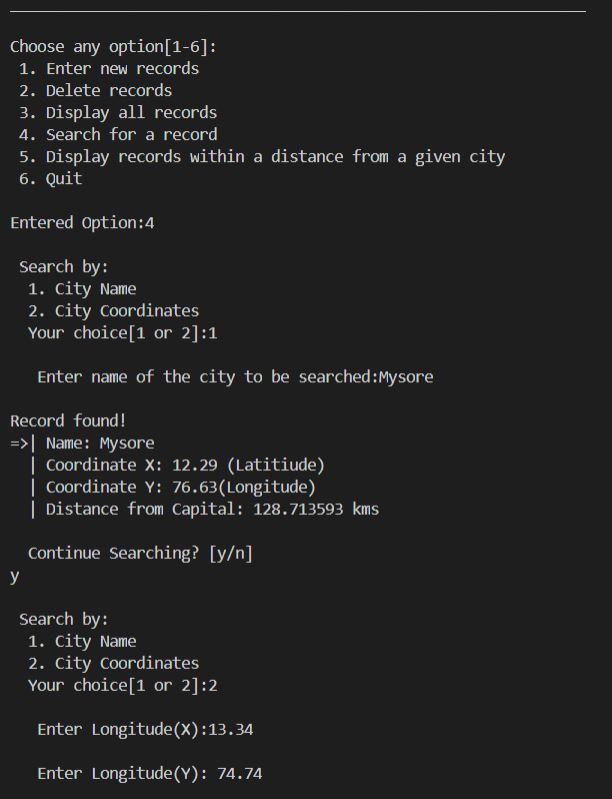 Choose any option[1-6]:
1. Enter new records
2. Delete records
3. Display all records
4. Search for a record
5. Display records within a distance from a given city
6. Quit
Entered Option:4
Search by:
1. City Name
2. City Coordinates
Your choice[1 or 2]:1
Enter name of the city to be searched:Mysore
Record found!
=>| Name: Mysore
| Coordinate X: 12.29 (Latitiude)
| Coordinate Y: 76.63(Longitude)
| Distance from Capital: 128.713593 kms
Continue Searching? [y/n]
y
Search by:
1. City Name
2. City Coordinates
Your choice[1 or 2]:2
Enter Longitude(X):13.34
Enter Longitude(Y): 74.74